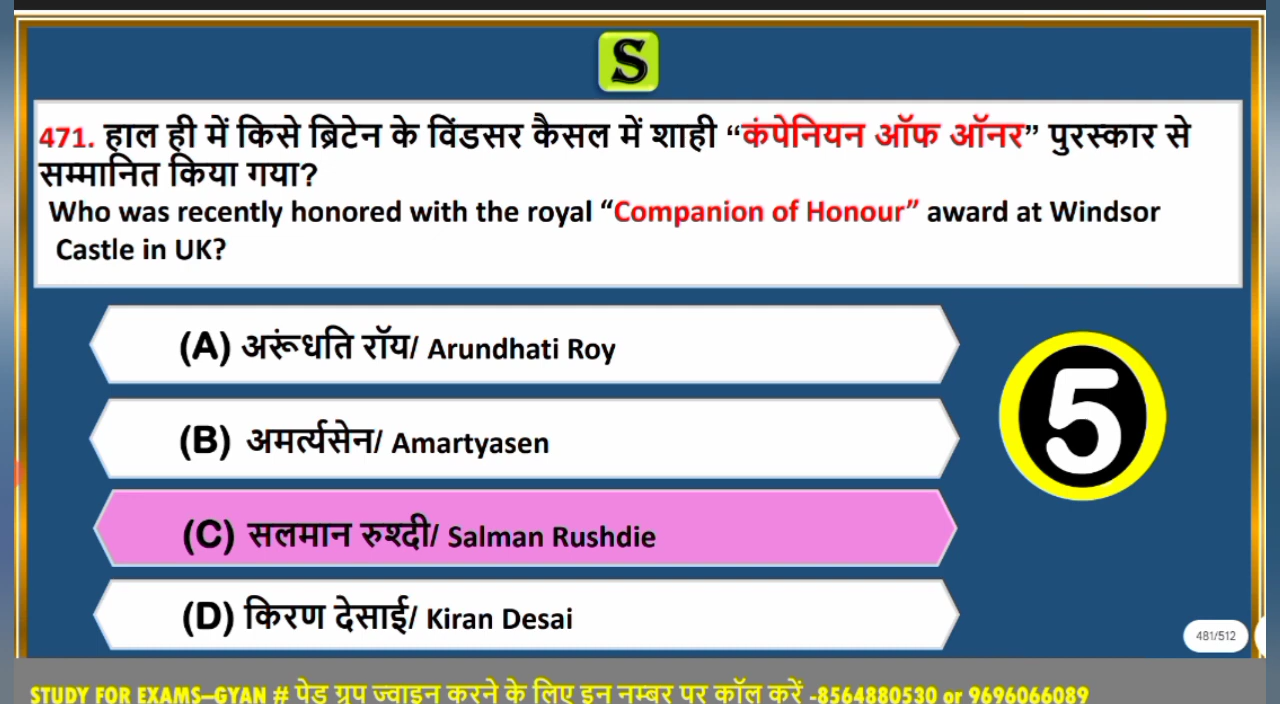 S
471. हाल ही में किसे ब्रिटेन के विंडसर कैसल में शाही “कंपेनियन ऑफ ऑनर” पुरस्कार से
सम्मानित किया गया?
Who was recently honored with the royal “Companion of Honour” award at Windsor
Castle in UK?
(A) अरूंधति रॉय/ Arundhati Roy
(B) अमर्त्यसेन/ Amartyasen
(C) सलमान रुश्दी/ Salman Rushdie
(D) किरण देसाई/ Kiran Desai
5
481/512
STUDY FOR EXAMS–GYAN # पेड ग्रुप ज्वाइन करने के लिए इन नम्बर पर कॉल करें -8564880530 or 9696066089